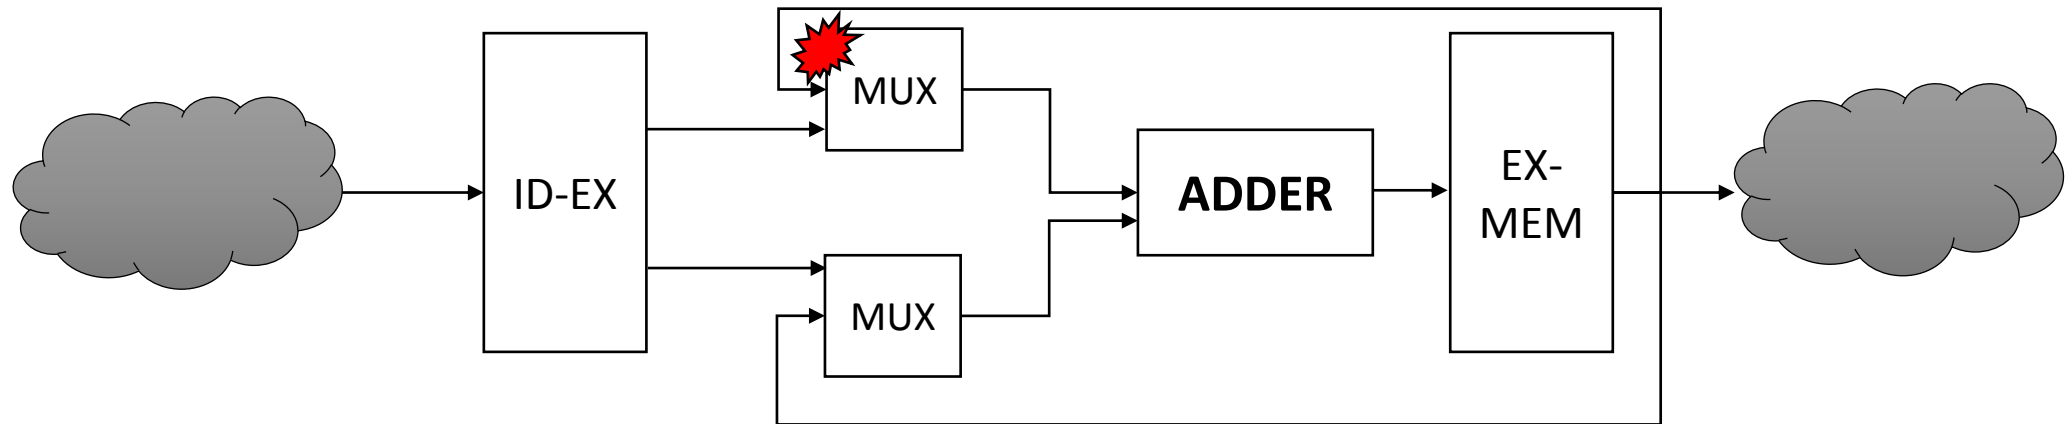 ID-EX
MUX
MUX
ADDER
EX-
MEM